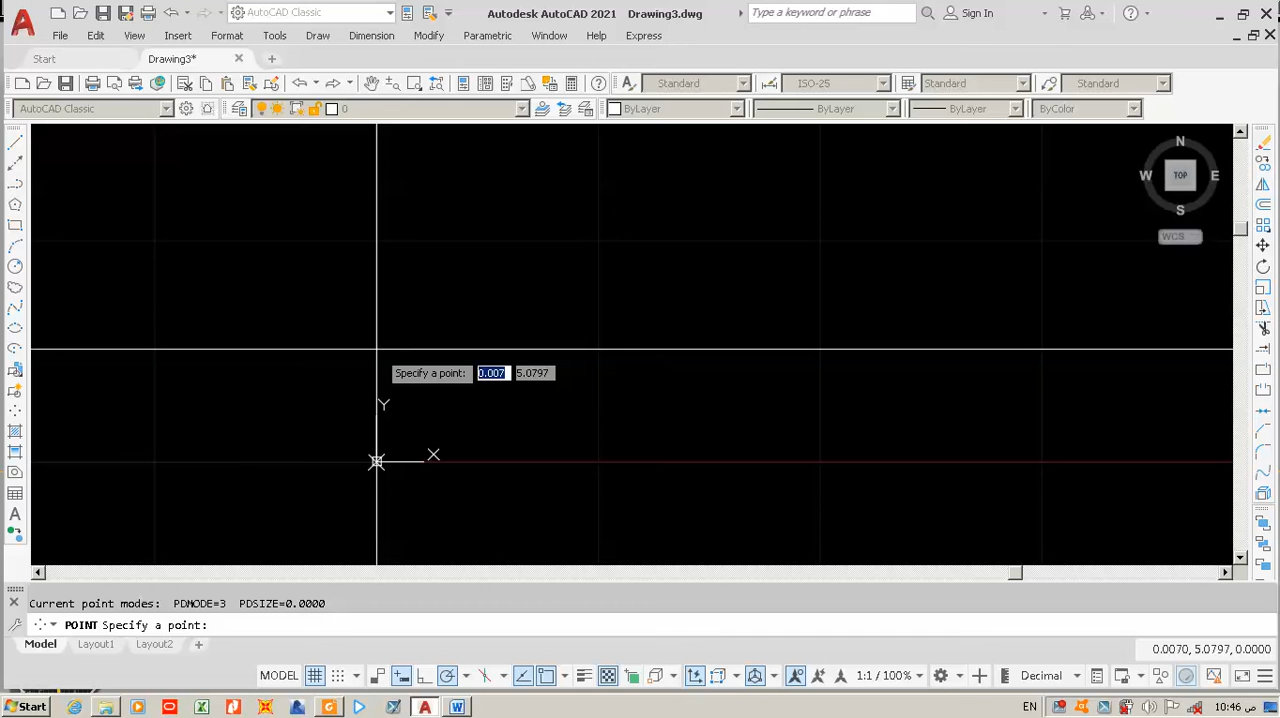 AutoCAD Classic
Autodesk AutoCAD 2021 Drawing3.dwg
Type a keyword or phrase
Sign In
File Edit View Insert Format Tools Draw Dimension Modify Parametric Window Help Express
Start
Drawing3*
Standard ISO-25 Standard Standard
AutoCAD Classic 0 ByLayer ByLayer ByLayer ByColor
N
W TOP E
S
WCS
Specify a point: 0.007 5.0797
Y
X
Current point modes: PDMODE=3 PDSIZE=0.0000
POINT Specify a point:
Model Layout1 Layout2
0.0070, 5.0797, 0.0000
MODEL 1:1 / 100% Decimal
Start EN 10:46 ص